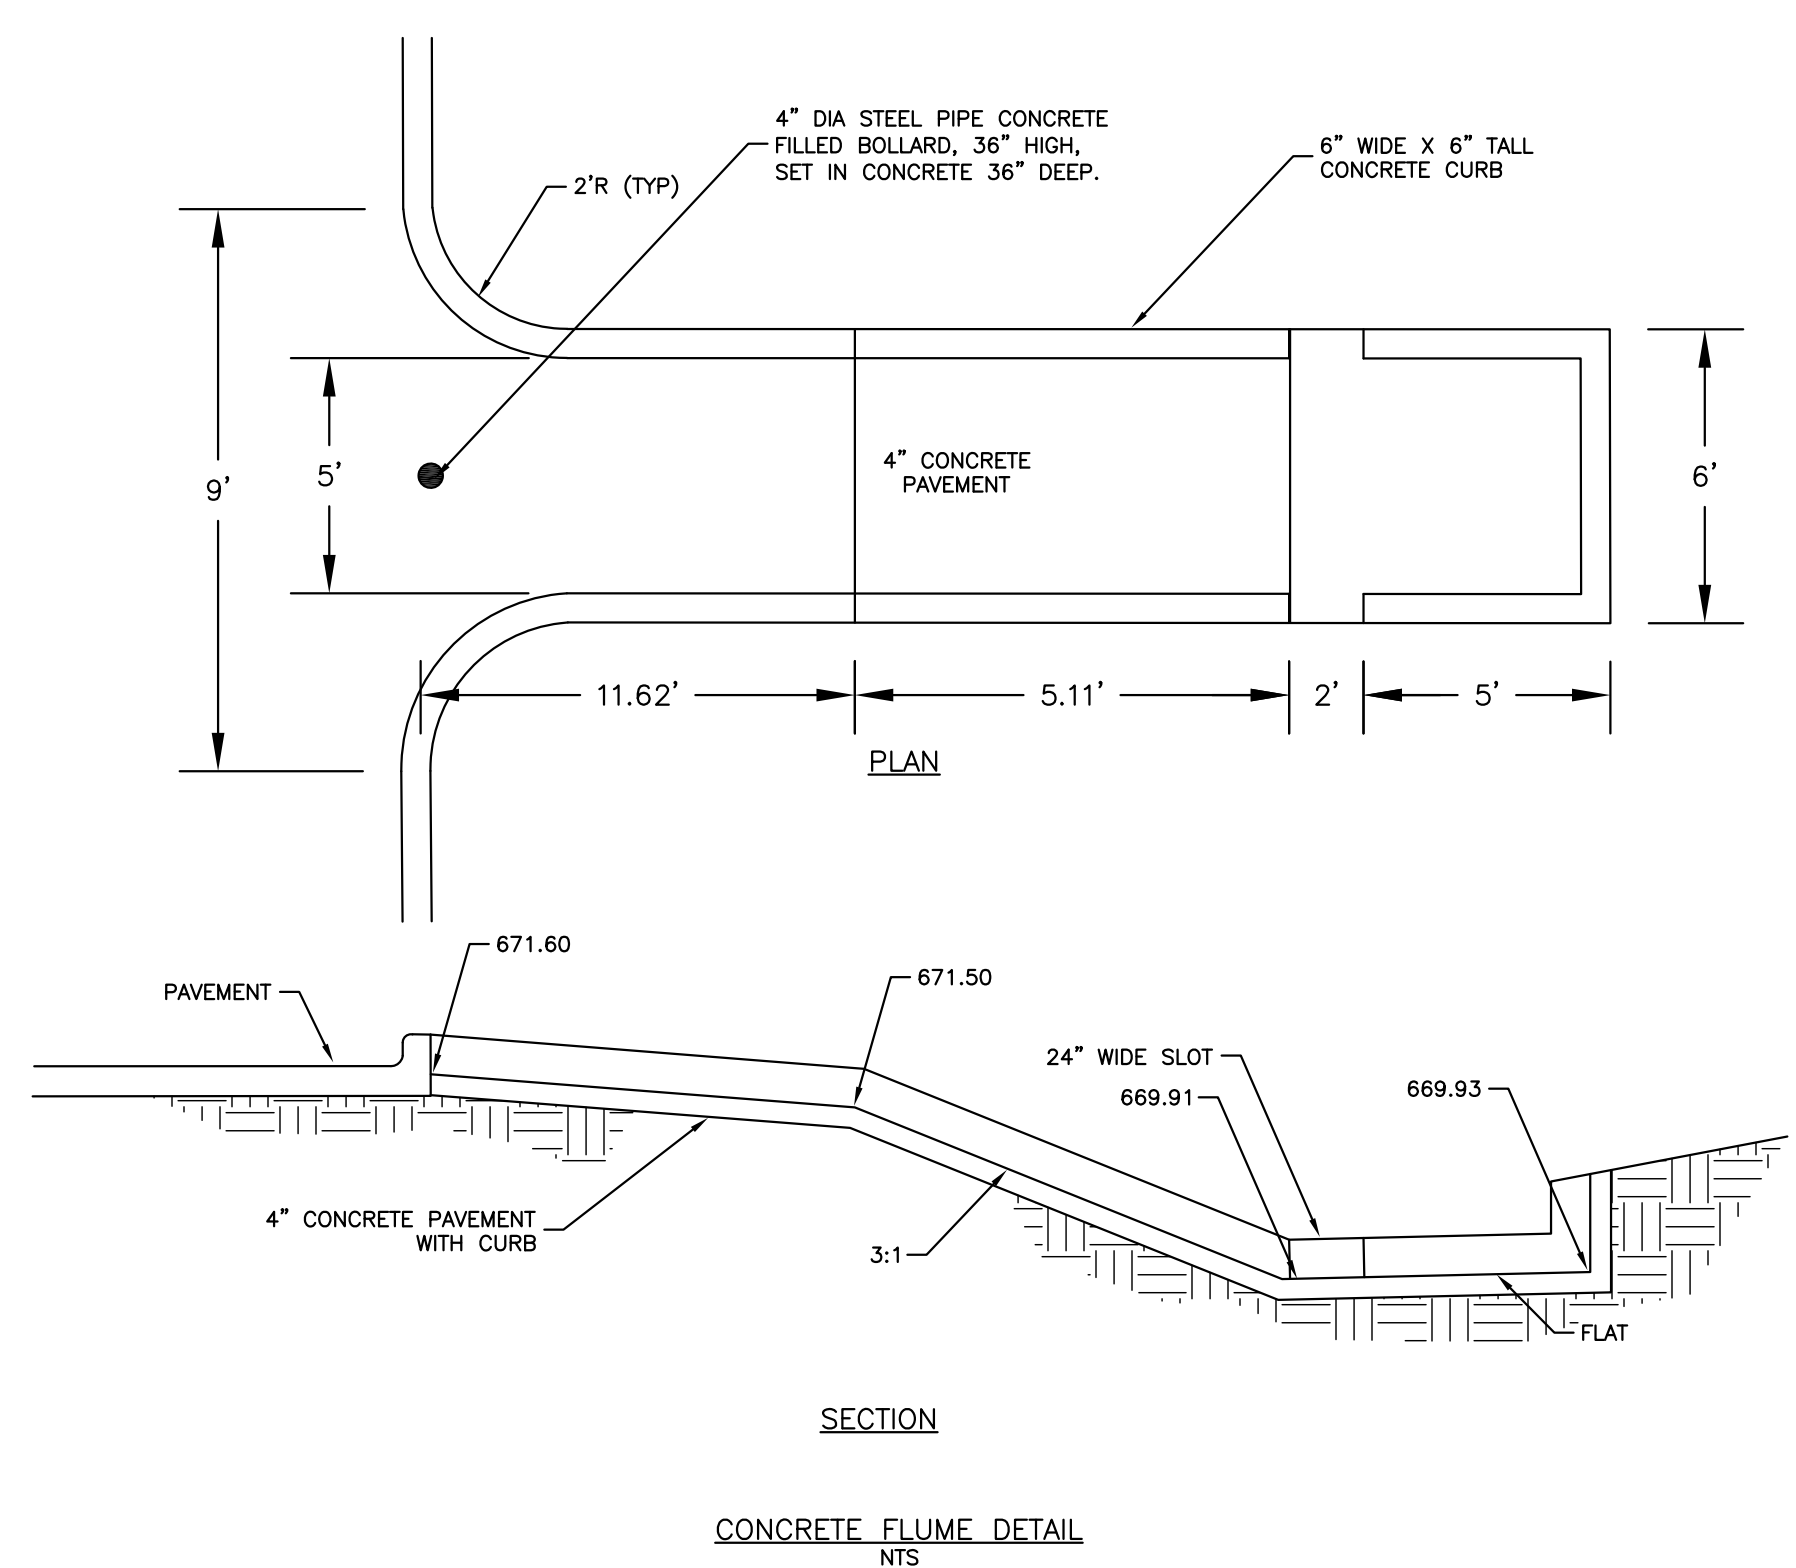 4” DIA STEEL PIPE CONCRETE
FILLED BOLLARD, 36” HIGH,
SET IN CONCRETE 36” DEEP.
6” WIDE X 6” TALL
CONCRETE CURB
2’R (TYP)
9’
5’
4” CONCRETE
PAVEMENT
6’
11.62’
5.11’
2’
5’
PLAN
671.60
671.50
PAVEMENT
24” WIDE SLOT
669.91
669.93
4” CONCRETE PAVEMENT
WITH CURB
3:1
FLAT
SECTION
CONCRETE FLUME DETAIL
NTS